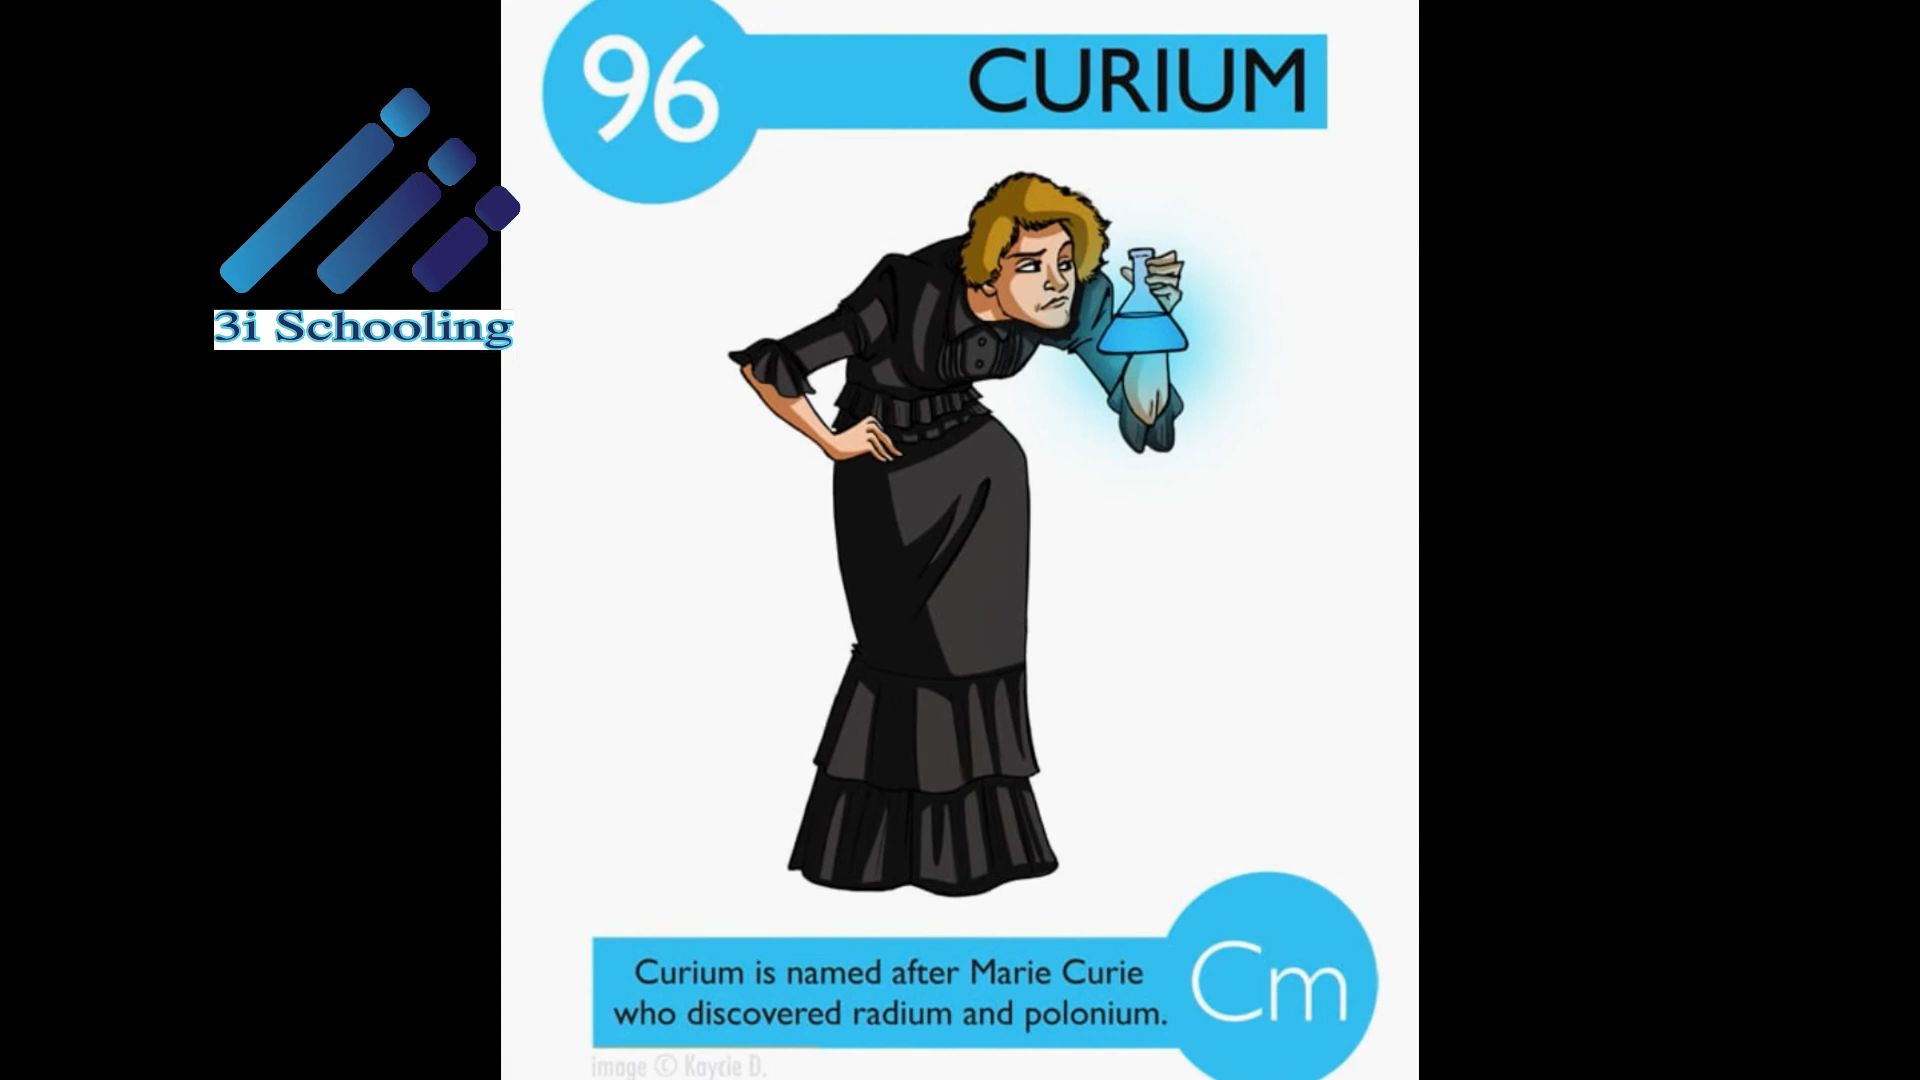 96
CURIUM
3i Schooling
Curium is named after Marie Curie
who discovered radium and polonium.
Cm
image © Kaycie D.